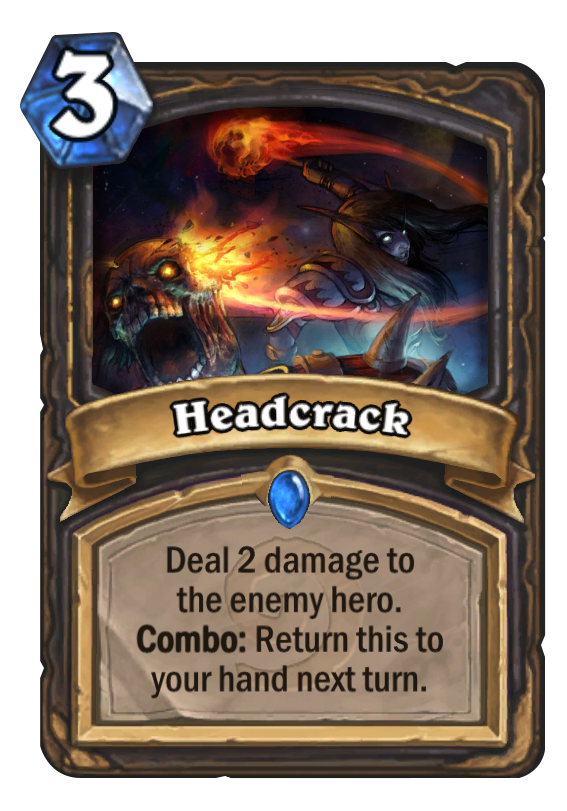 3
Headcrack
Deal 2 damage to
the enemy hero.
Combo: Return this to
your hand next turn.